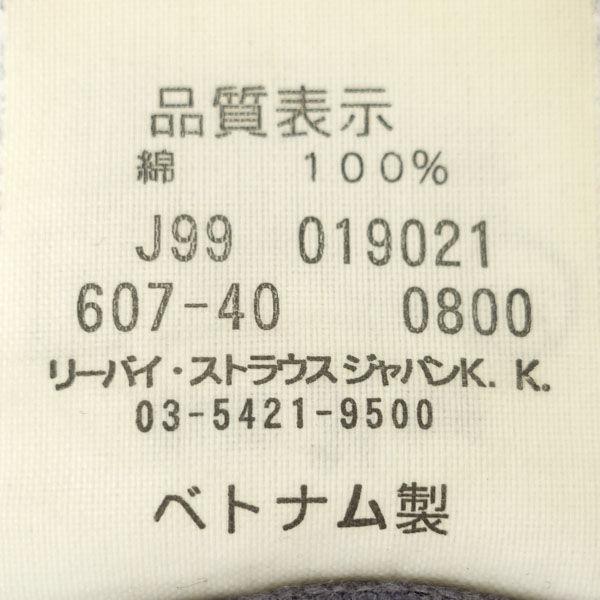 品質表示
綿 100%
J99 019021
607-40 0800
リーバイ・ストラウスジャパンK. K.
03-5421-9500
ベトナム製